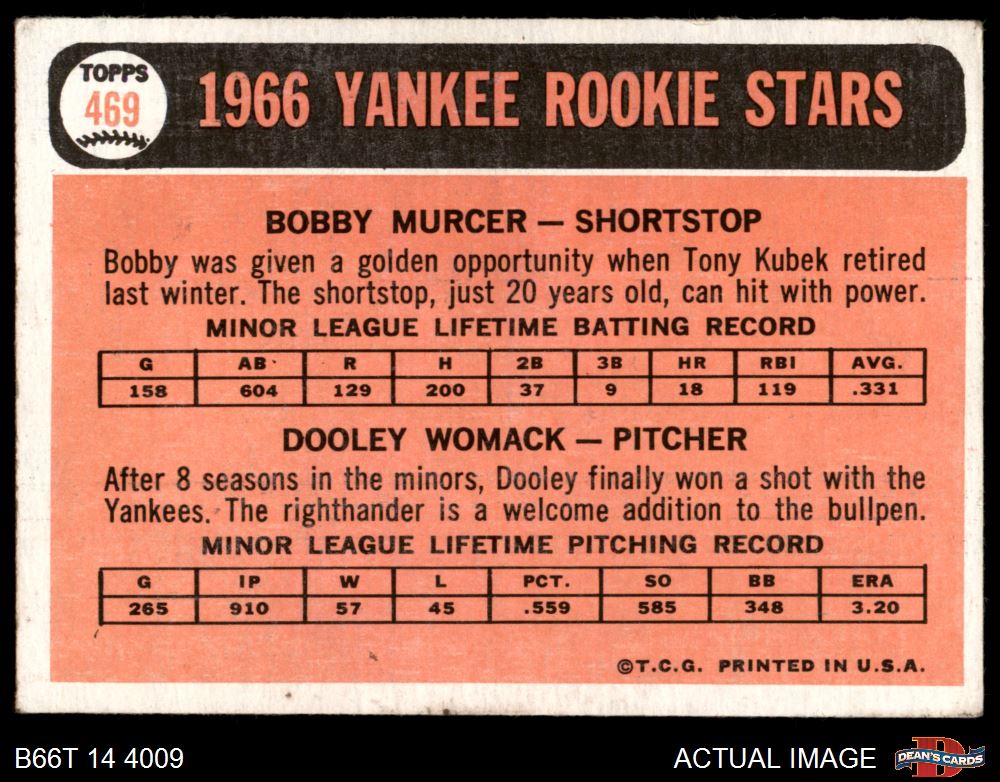 TOPPS
469
1966 YANKEE ROOKIE STARS
BOBBY MURCER — SHORTSTOP
Bobby was given a golden opportunity when Tony Kubek retired
last winter. The shortstop, just 20 years old, can hit with power.
MINOR LEAGUE LIFETIME BATTING RECORD
G AB R H 2B 3B HR RBI AVG.
158 604 129 200 37 9 18 119 .331
DOOLEY WOMACK — PITCHER
After 8 seasons in the minors, Dooley finally won a shot with the
Yankees. The righthander is a welcome addition to the bullpen.
MINOR LEAGUE LIFETIME PITCHING RECORD
G IP W L PCT. SO BB ERA
265 910 57 45 .559 585 348 3.20
©T.C.G. PRINTED IN U.S.A.
B66T 14 4009
ACTUAL IMAGE
D
DEAN'S CARDS